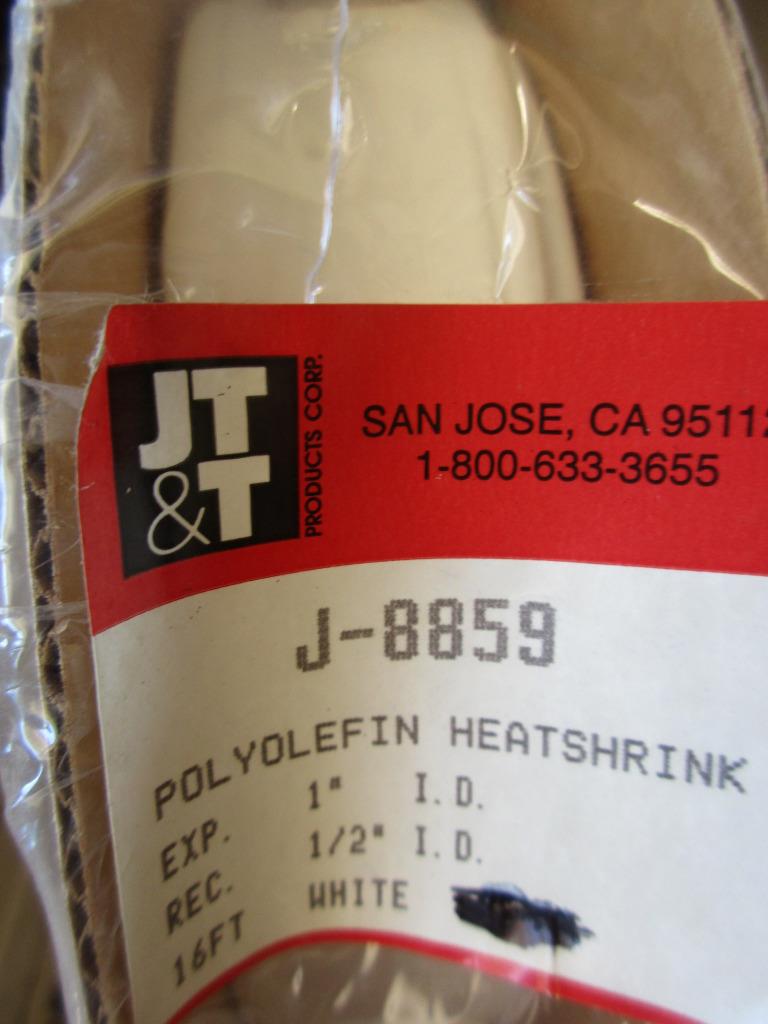 JT
&T
PRODUCTS CORP.
SAN JOSE, CA 95112
1-800-633-3655
J-8859
POLYOLEFIN HEATSHRINK
EXP. 1" I.D.
REC. 1/2" I.D.
16FT WHITE